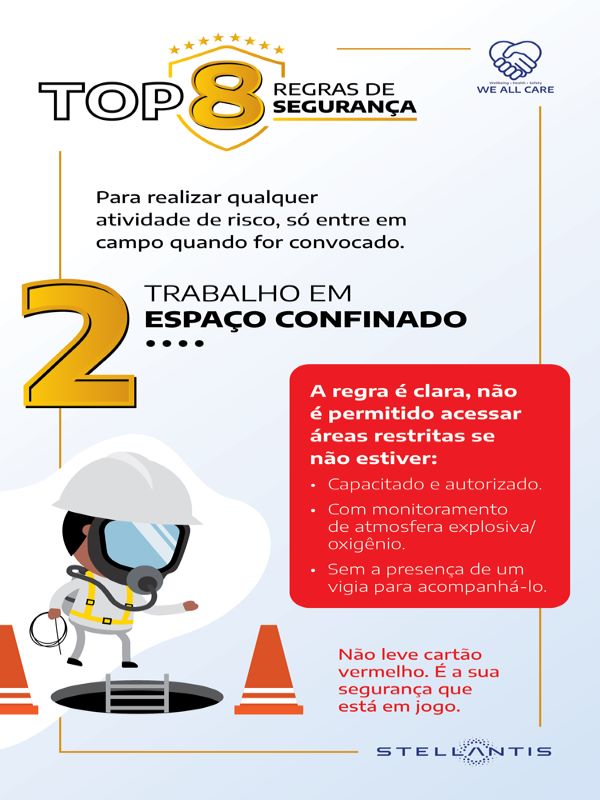 TOP 8 REGRAS DE
SEGURANÇA
Wellbeing • Health • Safety
WE ALL CARE
Para realizar qualquer
atividade de risco, só entre em
campo quando for convocado.
2
TRABALHO EM
ESPAÇO CONFINADO
A regra é clara, não
é permitido acessar
áreas restritas se
não estiver:
• Capacitado e autorizado.
• Com monitoramento
de atmosfera explosiva/
oxigênio.
• Sem a presença de um
vigia para acompanhá-lo.
Não leve cartão
vermelho. É a sua
segurança que
está em jogo.
STELLANTIS